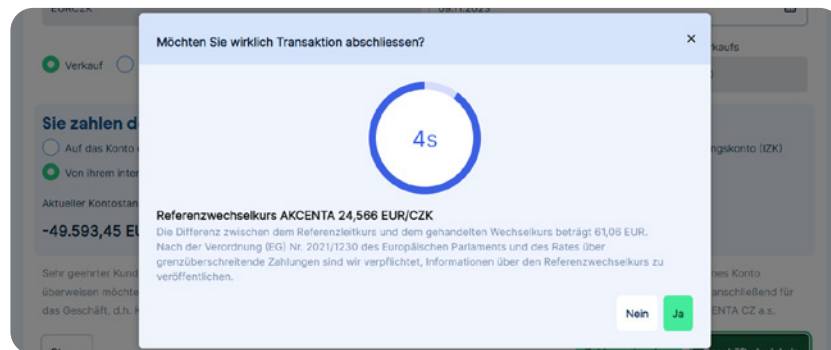 EURCZK 09.11.2023
Möchten Sie wirklich Transaktion abschliessen? ×
kaufs
Verkauf
4s
Sie zahlen d
Auf das Konto
ngskonto (IZK)
Von ihrem inter
Aktueller Kontostan
-49.593,45 EU
Referenzwechselkurs AKCENTA 24,566 EUR/CZK
Die Differenz zwischen dem Referenzleitkurs und dem gehandelten Wechselkurs beträgt 61,06 EUR.
Nach der Verordnung (EG) Nr. 2021/1230 des Europäischen Parlaments und des Rates über
grenzüberschreitende Zahlungen sind wir verpflichtet, Informationen über den Referenzwechselkurs zu
veröffentlichen.
Sehr geehrter Kund
nes Konto
überweisen möchte
anschließend für
das Geschäft, d.h.
ENTA CZ a.s.
Nein Ja